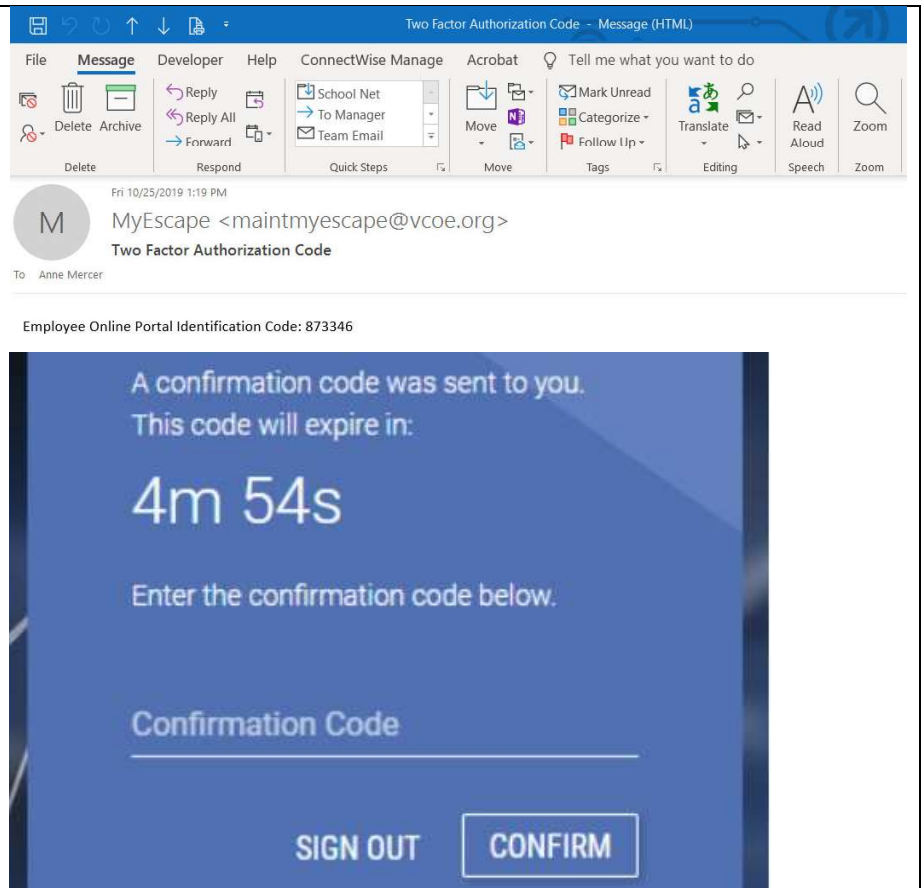 Two Factor Authorization Code - Message (HTML)
File Message Developer Help ConnectWise Manage Acrobat Tell me what you want to do
Delete Archive
Reply
Reply All
Forward
School Net
To Manager
Team Email
Move
Mark Unread
Categorize
Follow Up
Translate
Read Aloud
Zoom
Delete Respond Quick Steps Move Tags Editing Speech Zoom
Fri 10/25/2019 1:19 PM
M
MyEscape <maintmyescape@vcoe.org>
Two Factor Authorization Code
To Anne Mercer
Employee Online Portal Identification Code: 873346
A confirmation code was sent to you.
This code will expire in:
4m 54s
Enter the confirmation code below.
Confirmation Code
SIGN OUT CONFIRM